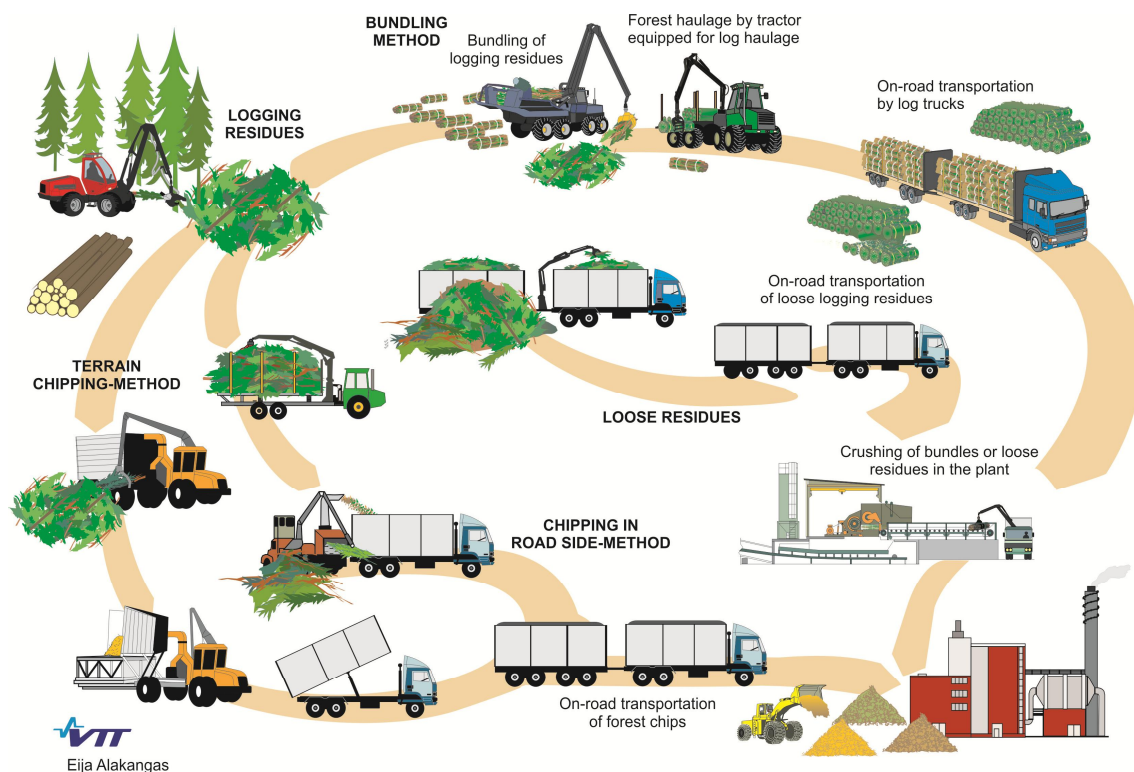 BUNDLING
METHOD
Bundling of
logging residues
Forest haulage by tractor
equipped for log haulage
On-road transportation
by log trucks
LOGGING
RESIDUES
On-road transportation
of loose logging residues
TERRAIN
CHIPPING-METHOD
LOOSE RESIDUES
Crushing of bundles or loose
residues in the plant
CHIPPING IN
ROAD SIDE-METHOD
On-road transportation
of forest chips
VTT
Eija Alakangas